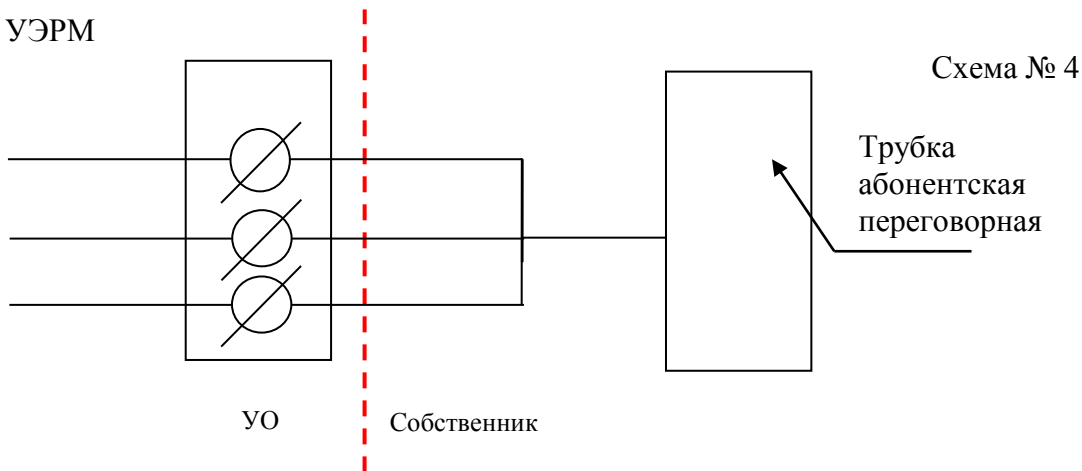 УЭРМ
Схема № 4
Трубка
абонентская
переговорная
УО
Собственник